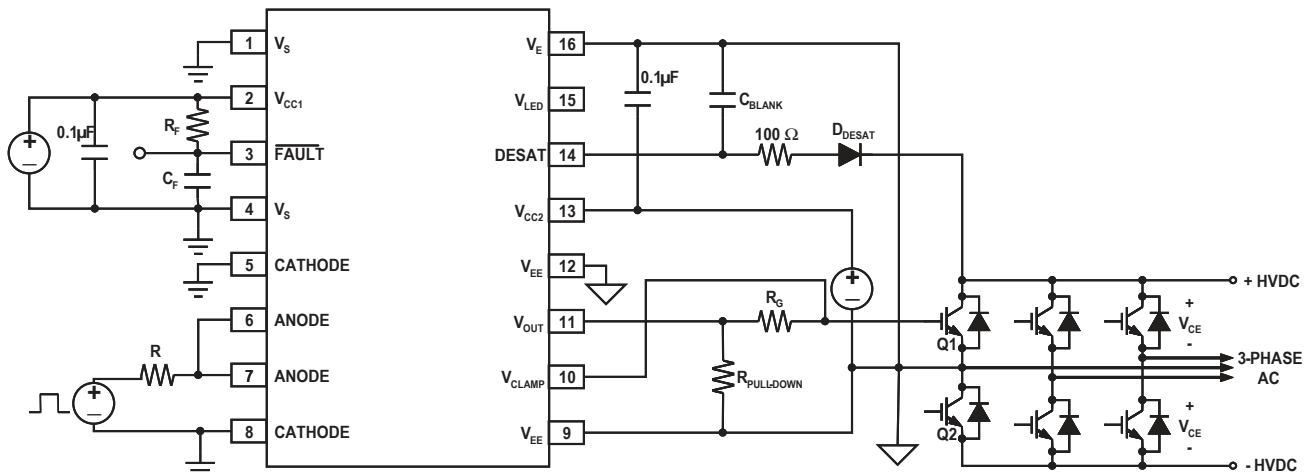 1 V_S
V_E 16
0.1µF
2 V_CC1
V_LED 15
C_BLANK
0.1µF
R_F
100 Ω
D_DESAT
+
–
3 FAULT
DESAT 14
C_F
4 V_S
V_CC2 13
5 CATHODE
V_EE 12
+
–
+ HVDC
6 ANODE
V_OUT 11
R_G
Q1
+
V_CE
-
R
7 ANODE
V_CLAMP 10
R_PULL-DOWN
3-PHASE
AC
+
–
8 CATHODE
V_EE 9
Q2
+
V_CE
-
- HVDC